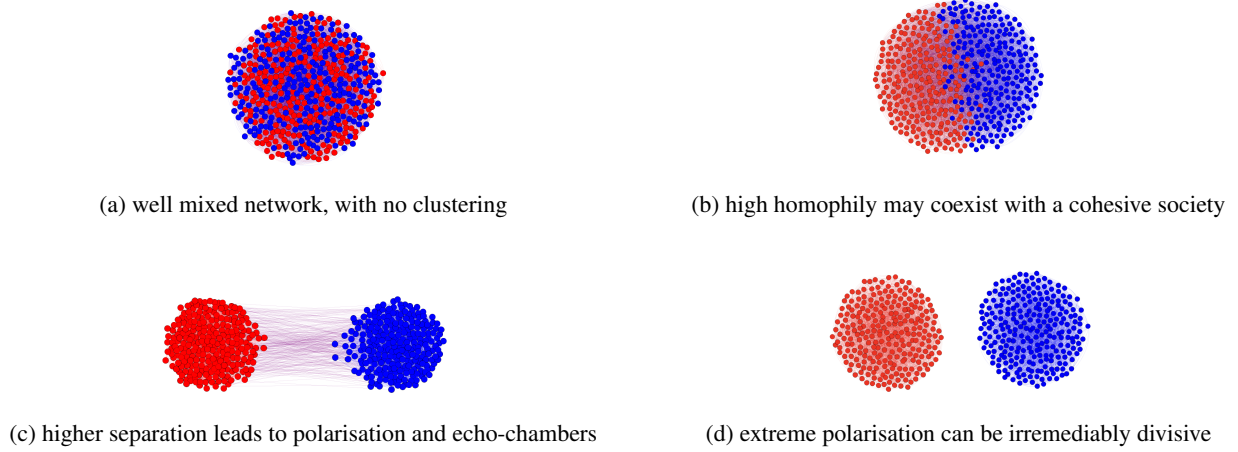 (a) well mixed network, with no clustering
(b) high homophily may coexist with a cohesive society
(c) higher separation leads to polarisation and echo-chambers
(d) extreme polarisation can be irremediably divisive